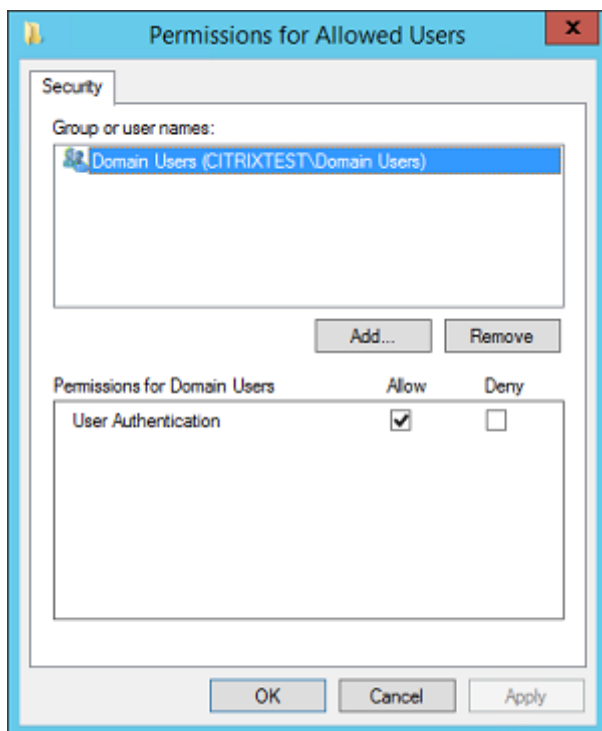 Permissions for Allowed Users
x
Security
Group or user names:
Domain Users (CITRIXTEST\Domain Users)
Add... Remove
Permissions for Domain Users Allow Deny
User Authentication
OK Cancel Apply